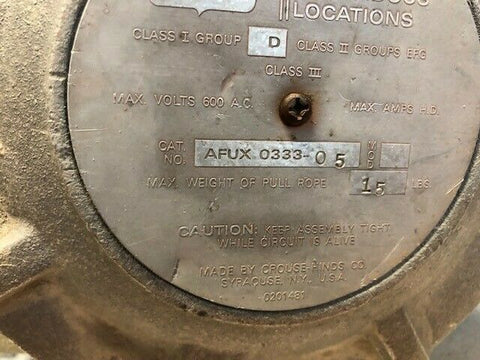 LOCATIONS
CLASS I GROUP D CLASS II GROUPS EFG
CLASS III
MAX. VOLTS 600 A.C. MAX. AMPS H.D.
CAT. NO. AFUX 0333-05 MOD
MAX. WEIGHT OF PULL ROPE 15 LBS
CAUTION: KEEP ASSEMBLY TIGHT
WHILE CIRCUIT IS ALIVE
MADE BY CROUSE-HINDS CO.
SYRACUSE, N.Y., U.S.A.
0201481